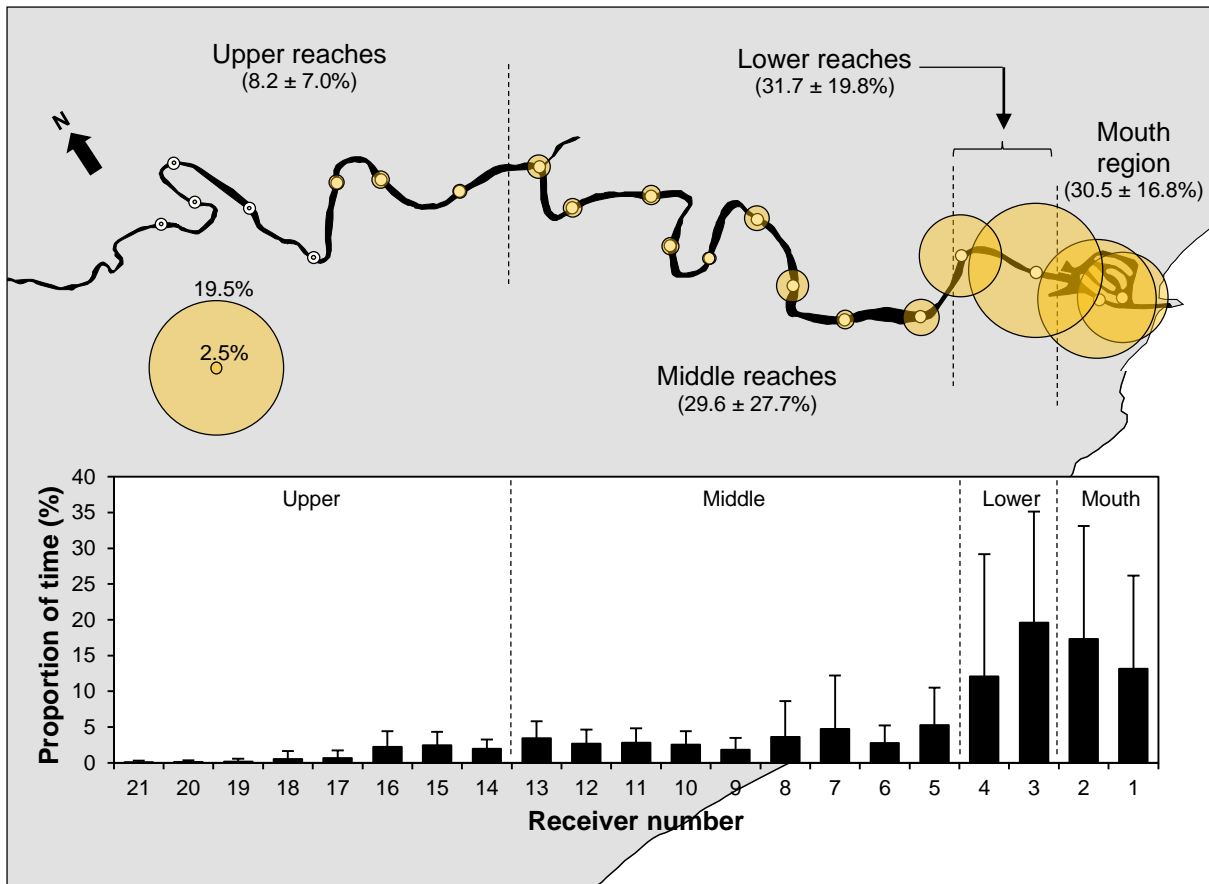 Upper reaches
(8.2 ± 7.0%)
Lower reaches
(31.7 ± 19.8%)
Mouth
region
(30.5 ± 16.8%)
N
19.5%
2.5%
Middle reaches
(29.6 ± 27.7%)
Proportion of time (%)
40
35
30
25
20
15
10
5
0
Upper
Middle
Lower
Mouth
21 20 19 18 17 16 15 14 13 12 11 10 9 8 7 6 5 4 3 2 1
Receiver number